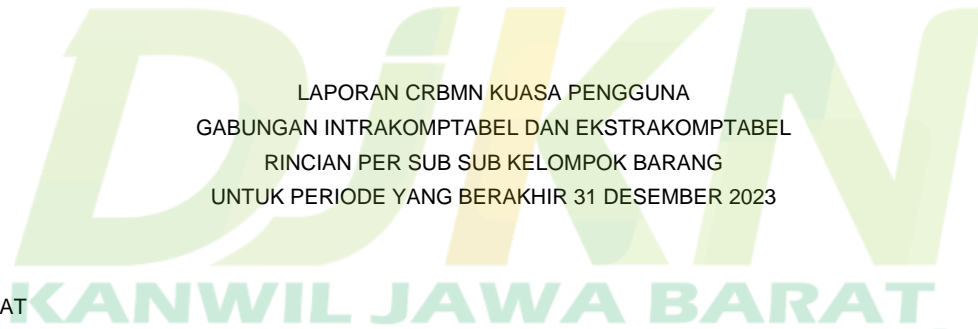 DJKN
LAPORAN CRBMN KUASA PENGGUNA
GABUNGAN INTRAKOMPTABEL DAN EKSTRAKOMPTABEL
RINCIAN PER SUB SUB KELOMPOK BARANG
UNTUK PERIODE YANG BERAKHIR 31 DESEMBER 2023
AT
KANWIL JAWA BARAT